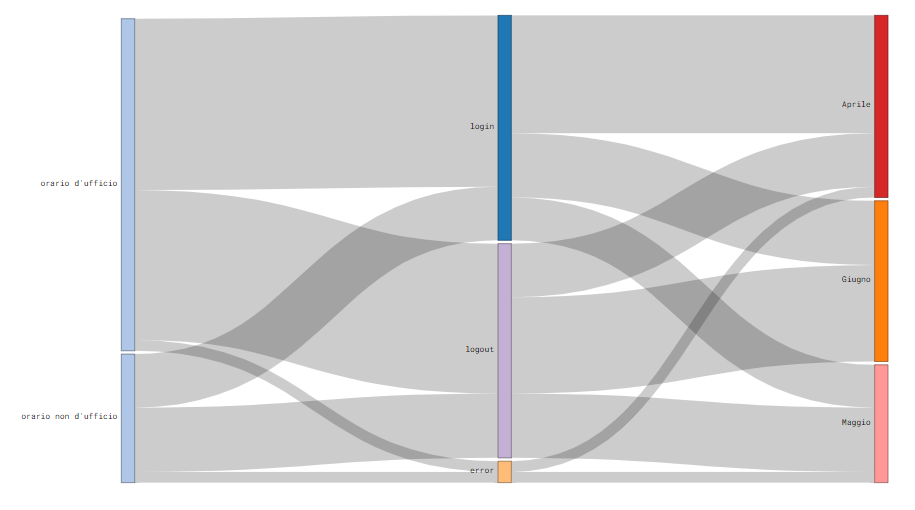 orario d'ufficio
orario non d'ufficio
login
logout
error
Aprile
Giugno
Maggio